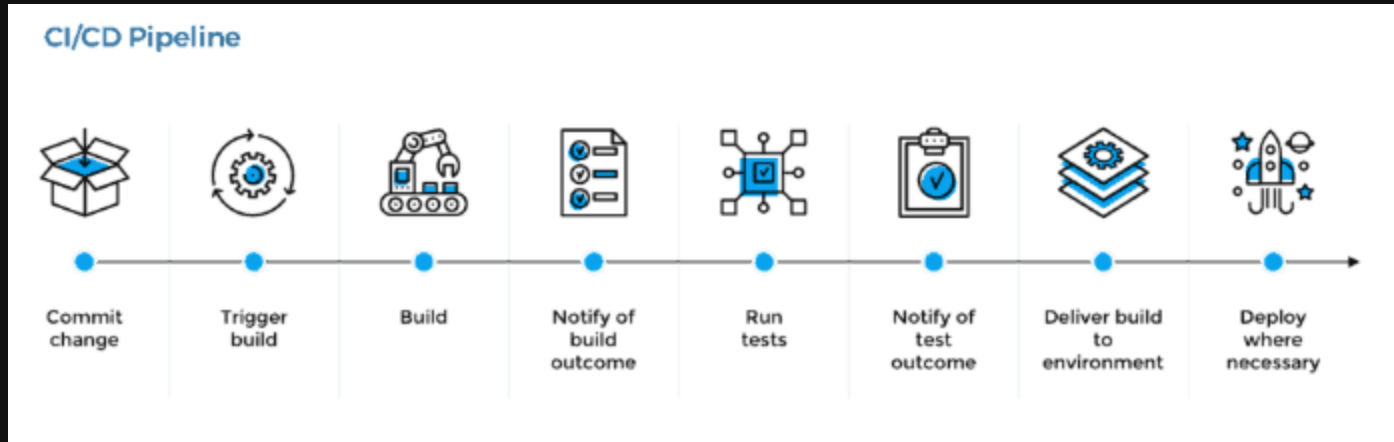 CI/CD Pipeline
Commit
change
Trigger
build
Build
Notify of
build
outcome
Run
tests
Notify of
test
outcome
Deliver build
to
environment
Deploy
where
necessary